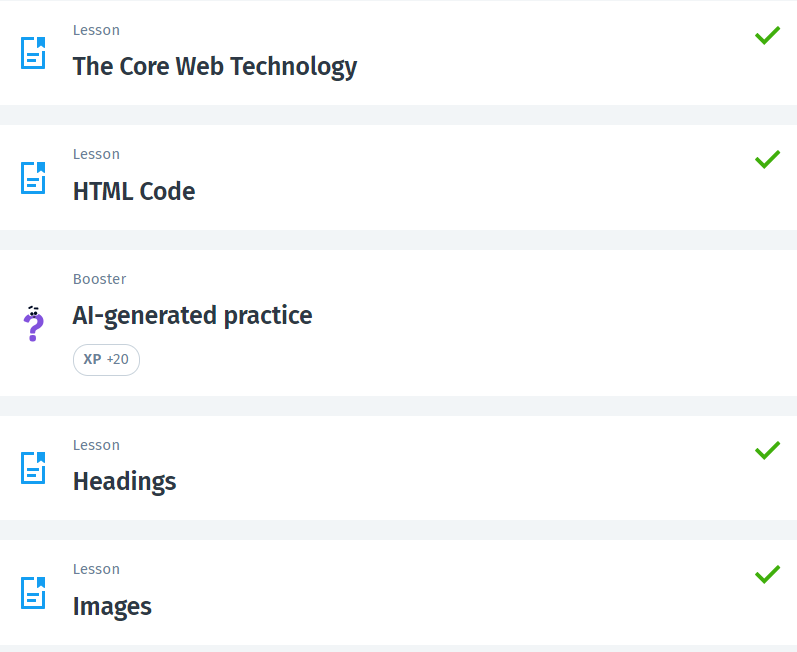 Lesson
The Core Web Technology
Lesson
HTML Code
Booster
AI-generated practice
XP +20
Lesson
Headings
Lesson
Images